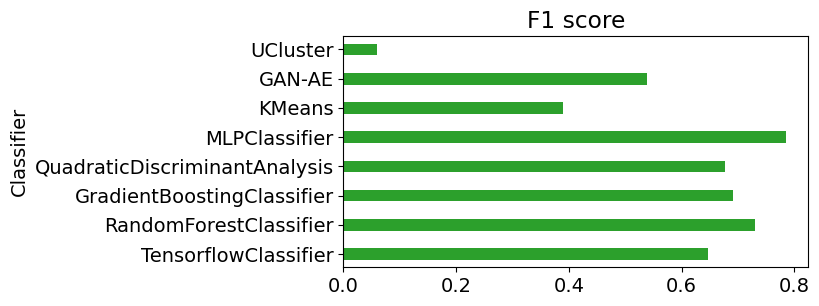 F1 score
Classifier
UCluster
GAN-AE
KMeans
MLPClassifier
QuadraticDiscriminantAnalysis
GradientBoostingClassifier
RandomForestClassifier
TensorflowClassifier
0.0 0.2 0.4 0.6 0.8